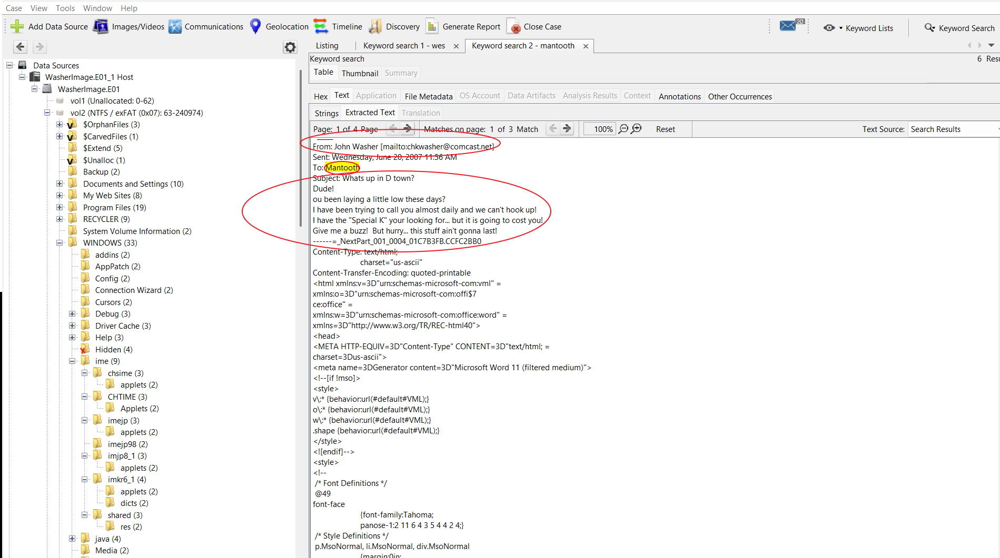 Case View Tools Window Help
Add Data Source Images/Videos Communications Geolocation Timeline Discovery Generate Report Close Case 20 Keyword Lists Keyword Search
Listing Keyword search 1 - wes Keyword search 2 - mantooth
Keyword search
6 Resu
Table Thumbnail Summary
Data Sources
WasherImage.E01_1 Host
WasherImage.E01
vol1 (Unallocated: 0-62)
vol2 (NTFS / exFAT (0x07): 63-240974)
$OrphanFiles (3)
$CarvedFiles (1)
$Extend (5)
$Unalloc (1)
Backup (2)
Documents and Settings (10)
My Web Sites (8)
Program Files (19)
RECYCLER (9)
System Volume Information (2)
WINDOWS (33)
addins (2)
AppPatch (2)
Config (2)
Connection Wizard (2)
Cursors (2)
Debug (3)
Driver Cache (3)
Help (3)
Hidden (4)
ime (9)
chsime (3)
applets (2)
CHTIME (3)
Applets (2)
imejp (3)
applets (2)
imejp98 (2)
imjp8_1 (3)
applets (2)
imkr6_1 (4)
applets (2)
dicts (2)
shared (3)
res (2)
java (4)
Media (2)
Hex Text Application File Metadata OS Account Data Artifacts Analysis Results Context Annotations Other Occurrences
Strings Extracted Text Translation
Page: 1 of 4 Page Matches on page: 1 of 3 Match 100% Reset Text Source: Search Results
From: John Washer [mailto:chkwasher@comcast.net]
Sent: Wednesday, June 20, 2007 11:56 AM
To: Mantooth
Subject: Whats up in D town?
Dude!
ou been laying a little low these days?
I have been trying to call you almost daily and we can't hook up!
I have the "Special K" your looking for... but it is going to cost you!
Give me a buzz!  But hurry... this stuff ain't gonna last!
------=_NextPart_001_0004_01C7B3FB.CCFC2BB0
Content-Type: text/html;
charset="us-ascii"
Content-Transfer-Encoding: quoted-printable
<html xmlns:v=3D"urn:schemas-microsoft-com:vml" =
xmlns:o=3D"urn:schemas-microsoft-com:offi$7
ce:office" =
xmlns:w=3D"urn:schemas-microsoft-com:office:word" =
xmlns=3D"http://www.w3.org/TR/REC-html40">
<head>
<META HTTP-EQUIV=3D"Content-Type" CONTENT=3D"text/html; =
charset=3Dus-ascii">
<meta name=3DGenerator content=3D"Microsoft Word 11 (filtered medium)">
<!--[if !mso]>
<style>
v\:* {behavior:url(#default#VML);}
o\:* {behavior:url(#default#VML);}
w\:* {behavior:url(#default#VML);}
.shape {behavior:url(#default#VML);}
</style>
<![endif]-->
<style>
<!--
/* Font Definitions */
@49
font-face
{font-family:Tahoma;
panose-1:2 11 6 4 3 5 4 4 2 4;}
/* Style Definitions */
p.MsoNormal, li.MsoNormal, div.MsoNormal
{margin:0in;